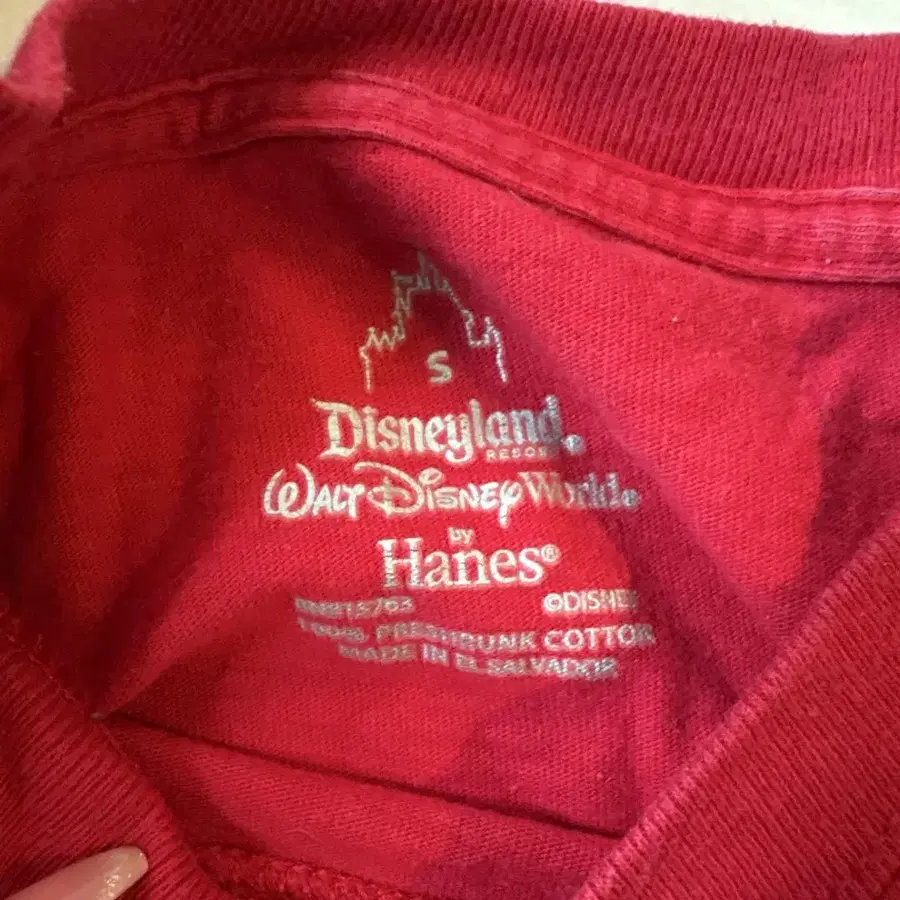 S
Disneyland®
RESORT
WALT DISNEY World®
by
Hanes®
©DISNEY
100% PRESHRUNK COTTON
MADE IN EL SALVADOR